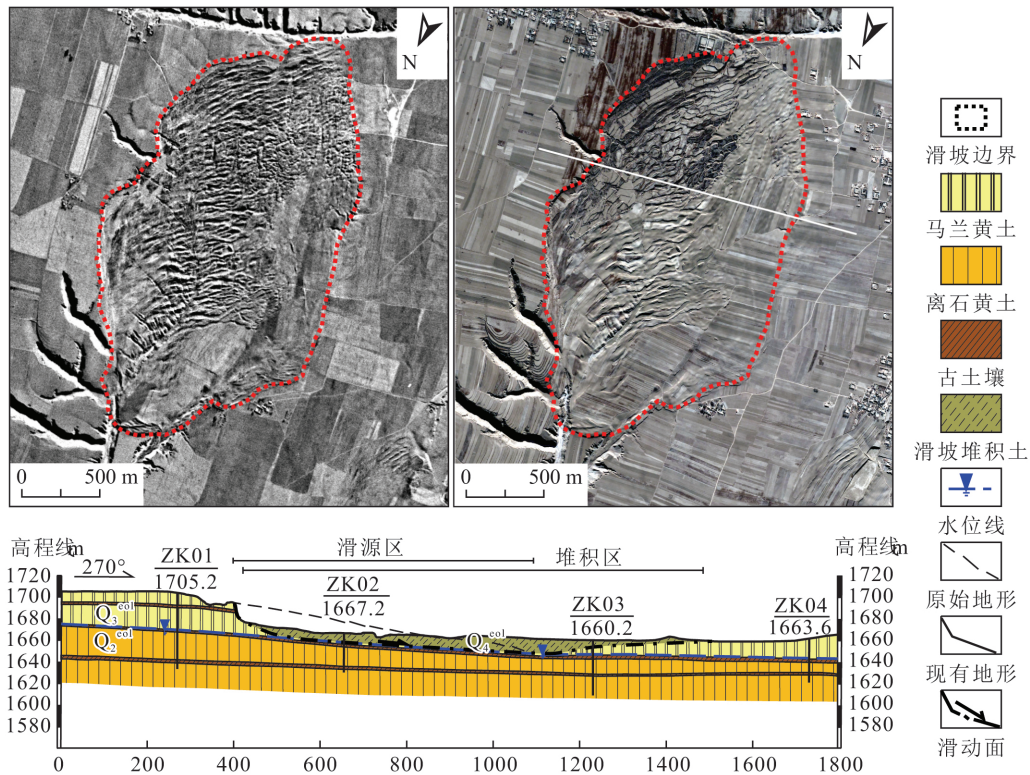 N
0 500 m
N
0 500 m
滑坡边界
马兰黄土
离石黄土
古土壤
滑坡堆积土
水位线
原始地形
现有地形
滑动面
高程线/m
270°
ZK01
1705.2
滑源区
堆积区
ZK02
1667.2
ZK03
1660.2
ZK04
1663.6
高程线/m
1720
1700
1680
1660
1640
1620
1600
1580
Q₃ᵉᵒˡ
Q₂ᵉᵒˡ
Q₄ᵉᵒˡ
1720
1700
1680
1660
1640
1620
1600
1580
0 200 400 600 800 1000 1200 1400 1600 1800